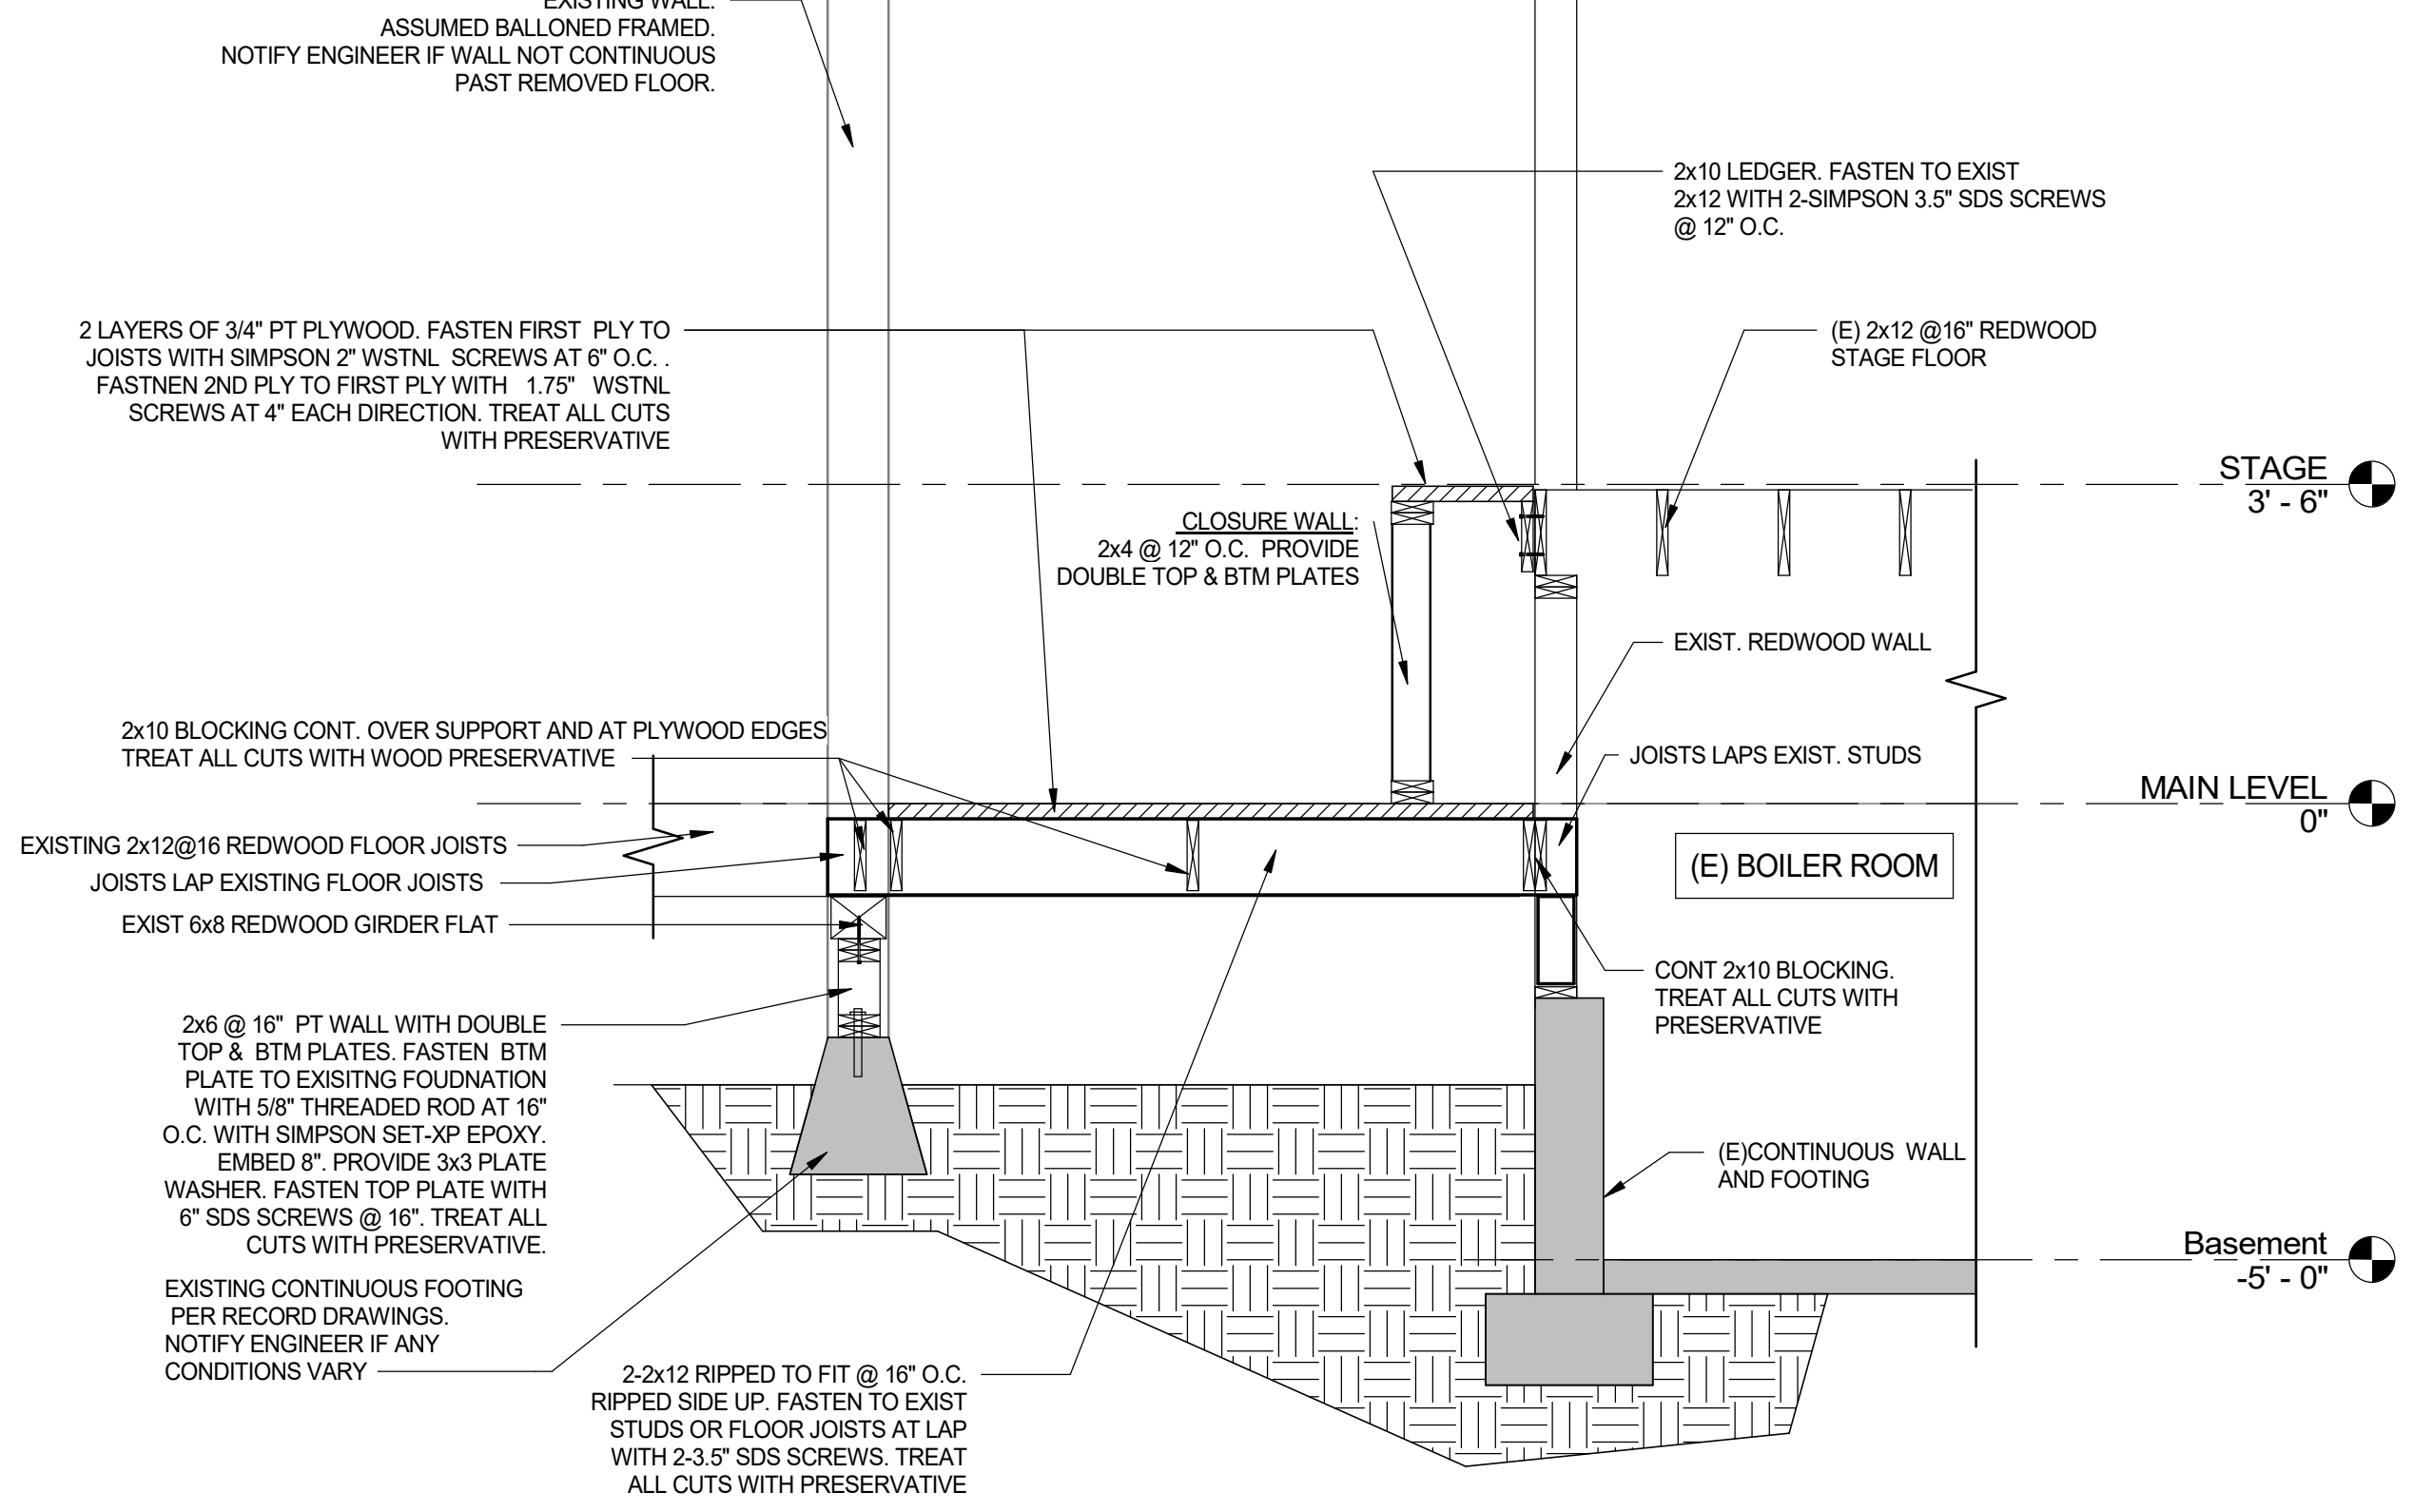 EXISTING WALL.
ASSUMED BALLONED FRAMED.
NOTIFY ENGINEER IF WALL NOT CONTINUOUS
PAST REMOVED FLOOR.
2x10 LEDGER. FASTEN TO EXIST
2x12 WITH 2-SIMPSON 3.5" SDS SCREWS
@ 12" O.C.
2 LAYERS OF 3/4" PT PLYWOOD. FASTEN FIRST PLY TO
JOISTS WITH SIMPSON 2" WSTNL SCREWS AT 6" O.C. .
FASTNEN 2ND PLY TO FIRST PLY WITH 1.75" WSTNL
SCREWS AT 4" EACH DIRECTION. TREAT ALL CUTS
WITH PRESERVATIVE
(E) 2x12 @16" REDWOOD
STAGE FLOOR
STAGE
3' - 6"
CLOSURE WALL:
2x4 @ 12" O.C. PROVIDE
DOUBLE TOP & BTM PLATES
EXIST. REDWOOD WALL
2x10 BLOCKING CONT. OVER SUPPORT AND AT PLYWOOD EDGES
TREAT ALL CUTS WITH WOOD PRESERVATIVE
JOISTS LAPS EXIST. STUDS
MAIN LEVEL
0"
EXISTING 2x12@16 REDWOOD FLOOR JOISTS
JOISTS LAP EXISTING FLOOR JOISTS
EXIST 6x8 REDWOOD GIRDER FLAT
(E) BOILER ROOM
CONT 2x10 BLOCKING.
TREAT ALL CUTS WITH
PRESERVATIVE
2x6 @ 16" PT WALL WITH DOUBLE
TOP & BTM PLATES. FASTEN BTM
PLATE TO EXISITNG FOUDNATION
WITH 5/8" THREADED ROD AT 16"
O.C. WITH SIMPSON SET-XP EPOXY.
EMBED 8". PROVIDE 3x3 PLATE
WASHER. FASTEN TOP PLATE WITH
6" SDS SCREWS @ 16". TREAT ALL
CUTS WITH PRESERVATIVE.
(E)CONTINUOUS WALL
AND FOOTING
Basement
-5' - 0"
EXISTING CONTINUOUS FOOTING
PER RECORD DRAWINGS.
NOTIFY ENGINEER IF ANY
CONDITIONS VARY
2-2x12 RIPPED TO FIT @ 16" O.C.
RIPPED SIDE UP. FASTEN TO EXIST
STUDS OR FLOOR JOISTS AT LAP
WITH 2-3.5" SDS SCREWS. TREAT
ALL CUTS WITH PRESERVATIVE